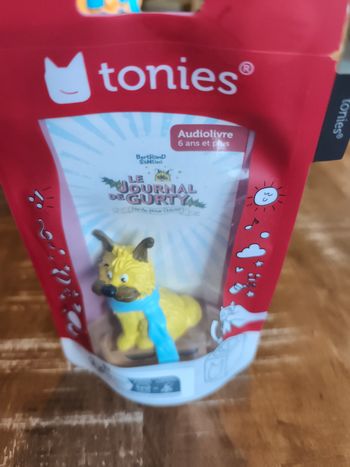 tonies®
tonies®
Audiolivre
6 ans et plus
BERTRAND
SANTINI
LE
JOURNAL
DE GURTY